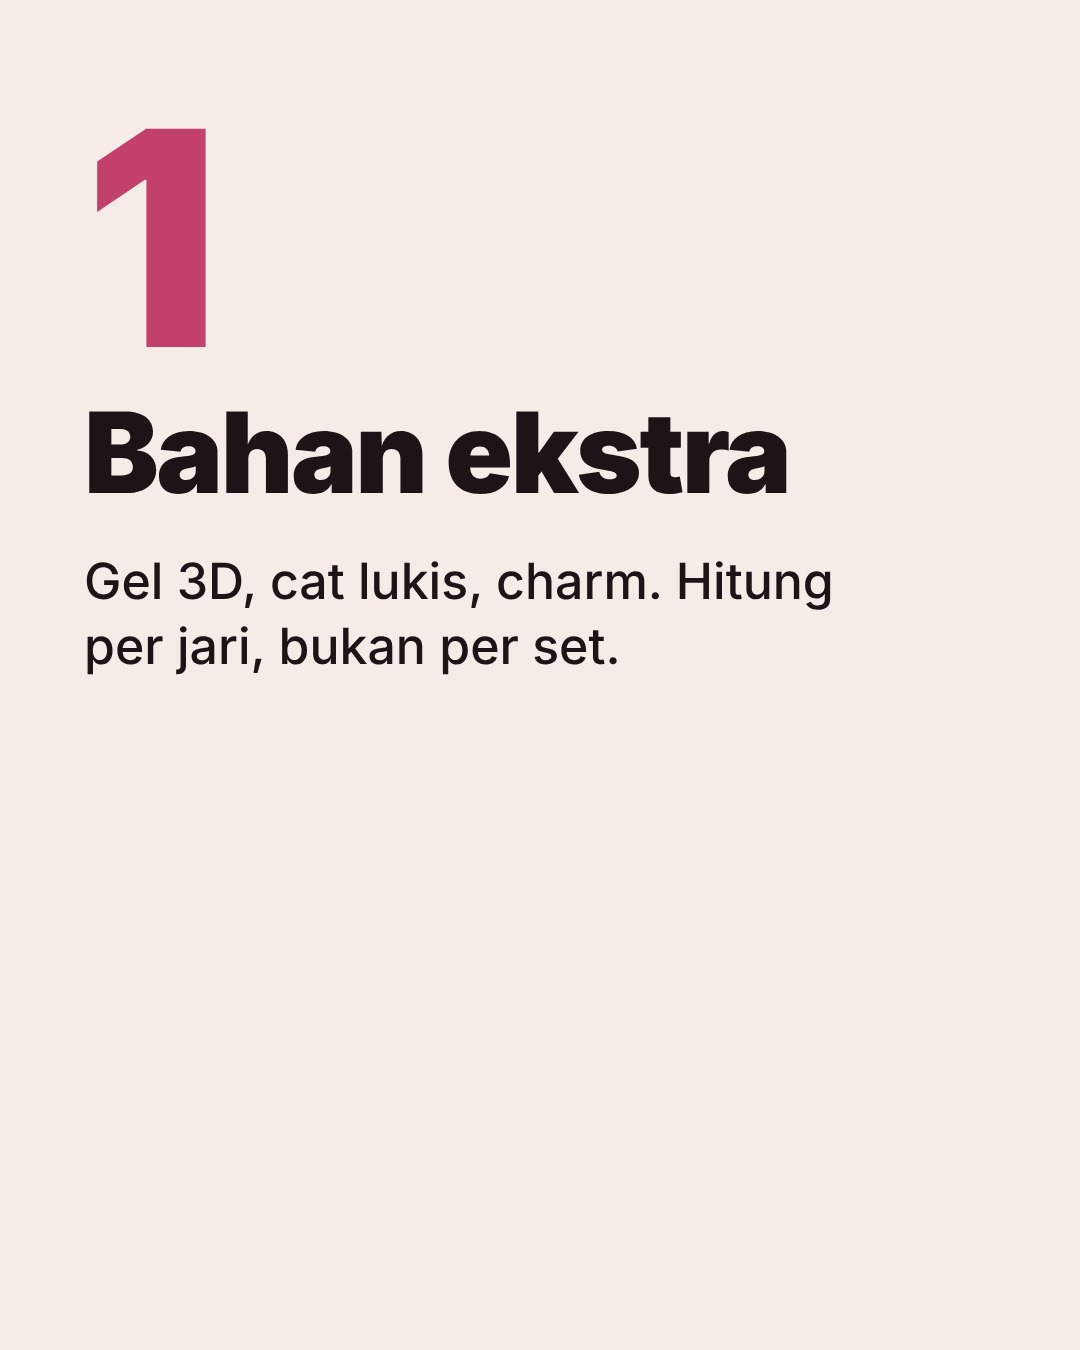 1
Bahan ekstra
Gel 3D, cat lukis, charm. Hitung
per jari, bukan per set.